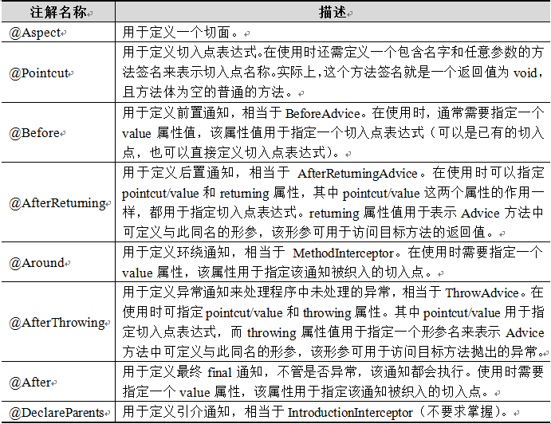 注解名称 描述
@Aspect 用于定义一个切面。
@Pointcut 用于定义切入点表达式。在使用时还需定义一个包含名字和任意参数的方
法签名来表示切入点名称。实际上，这个方法签名就是一个返回值为 void，
且方法体为空的普通的方法。
@Before 用于定义前置通知，相当于 BeforeAdvice。在使用时，通常需要指定一个
value 属性值，该属性值用于指定一个切入点表达式（可以是已有的切入
点，也可以直接定义切入点表达式）。
@AfterReturning 用于定义后置通知，相当于 AfterReturningAdvice。在使用时可以指定
pointcut/value 和 returning 属性，其中 pointcut/value 这两个属性的作用一
样，都用于指定切入点表达式。returning 属性值用于表示 Advice 方法中
可定义与此同名的形参，该形参可用于访问目标方法的返回值。
@Around 用于定义环绕通知，相当于 MethodInterceptor。在使用时需要指定一个
value 属性，该属性用于指定该通知被织入的切入点。
@AfterThrowing 用于定义异常通知来处理程序中未处理的异常，相当于 ThrowAdvice。在
使用时可指定 pointcut/value 和 throwing 属性。其中 pointcut/value 用于指
定切入点表达式，而 throwing 属性值用于指定一个形参名来表示 Advice
方法中可定义与此同名的形参，该形参可用于访问目标方法抛出的异常。
@After 用于定义最终 final 通知，不管是否异常，该通知都会执行。使用时需要
指定一个 value 属性，该属性用于指定该通知被织入的切入点。
@DeclareParents 用于定义引介通知，相当于 IntroductionInterceptor（不要求掌握）。